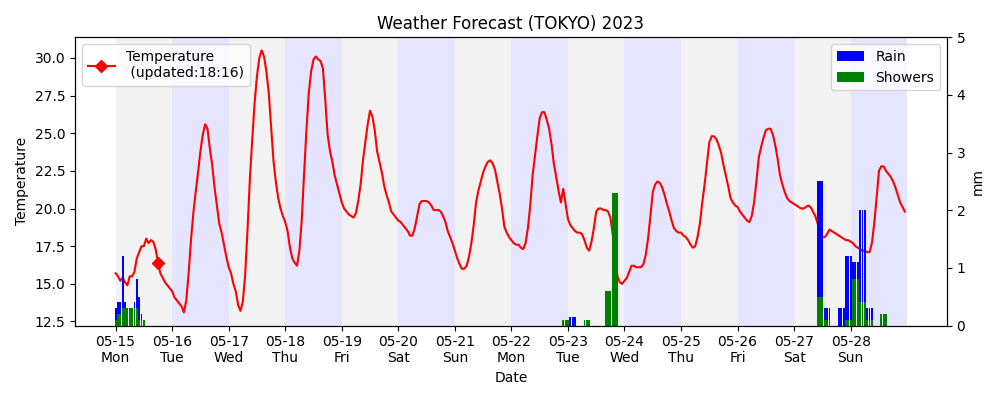 Weather Forecast (TOKYO) 2023
Temperature
(updated:18:16)
Rain
Showers
30.0
27.5
25.0
22.5
20.0
17.5
15.0
12.5
Temperature
5
4
3
2
1
0
mm
05-15 05-16 05-17 05-18 05-19 05-20 05-21 05-22 05-23 05-24 05-25 05-26 05-27 05-28
Mon Tue Wed Thu Fri Sat Sun Mon Tue Wed Thu Fri Sat Sun
Date